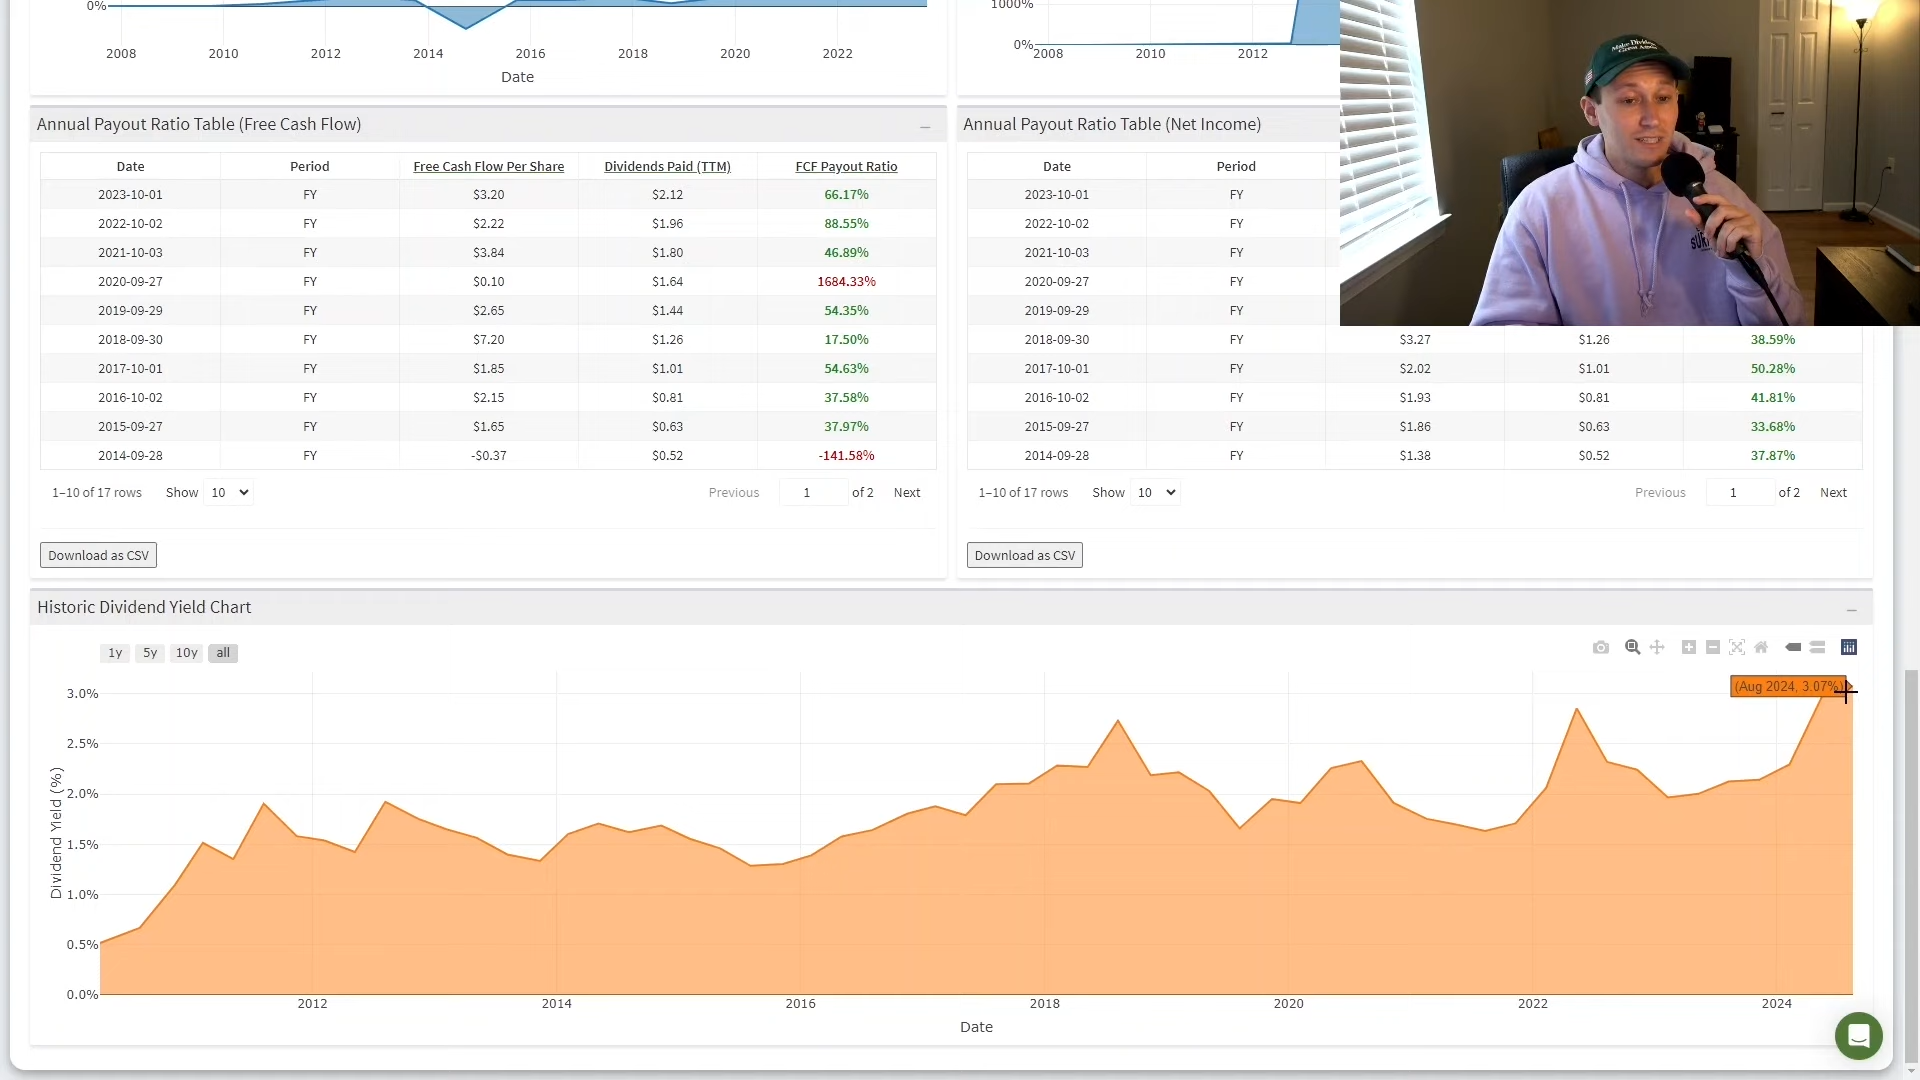 0%
2008 2010 2012 2014 2016 2018 2020 2022
Date
1000%
0%
2008 2010 2012
Make Dividends
Great Again
Annual Payout Ratio Table (Free Cash Flow)
Date Period Free Cash Flow Per Share Dividends Paid (TTM) FCF Payout Ratio
2023-10-01 FY $3.20 $2.12 66.17%
2022-10-02 FY $2.22 $1.96 88.55%
2021-10-03 FY $3.84 $1.80 46.89%
2020-09-27 FY $0.10 $1.64 1684.33%
2019-09-29 FY $2.65 $1.44 54.35%
2018-09-30 FY $7.20 $1.26 17.50%
2017-10-01 FY $1.85 $1.01 54.63%
2016-10-02 FY $2.15 $0.81 37.58%
2015-09-27 FY $1.65 $0.63 37.97%
2014-09-28 FY -$0.37 $0.52 -141.58%
1–10 of 17 rows Show 10 Previous 1 of 2 Next
Download as CSV
Annual Payout Ratio Table (Net Income)
Date Period
2023-10-01 FY
2022-10-02 FY
2021-10-03 FY
2020-09-27 FY
2019-09-29 FY
2018-09-30 FY $3.27 $1.26 38.59%
2017-10-01 FY $2.02 $1.01 50.28%
2016-10-02 FY $1.93 $0.81 41.81%
2015-09-27 FY $1.86 $0.63 33.68%
2014-09-28 FY $1.38 $0.52 37.87%
1–10 of 17 rows Show 10 Previous 1 of 2 Next
Download as CSV
Historic Dividend Yield Chart
1y 5y 10y all
(Aug 2024, 3.07%)
3.0%
2.5%
2.0%
1.5%
1.0%
0.5%
0.0%
Dividend Yield (%)
2012 2014 2016 2018 2020 2022 2024
Date